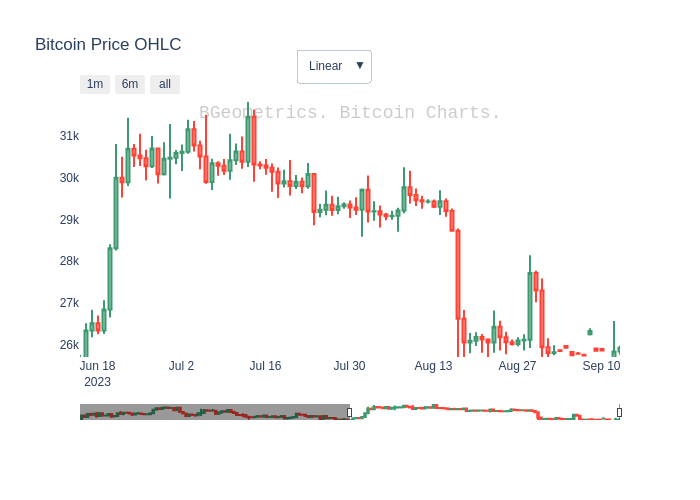 Bitcoin Price OHLC
Linear ▼
1m 6m all
BGeometrics. Bitcoin Charts.
31k
30k
29k
28k
27k
26k
Jun 18 Jul 2 Jul 16 Jul 30 Aug 13 Aug 27 Sep 10
2023